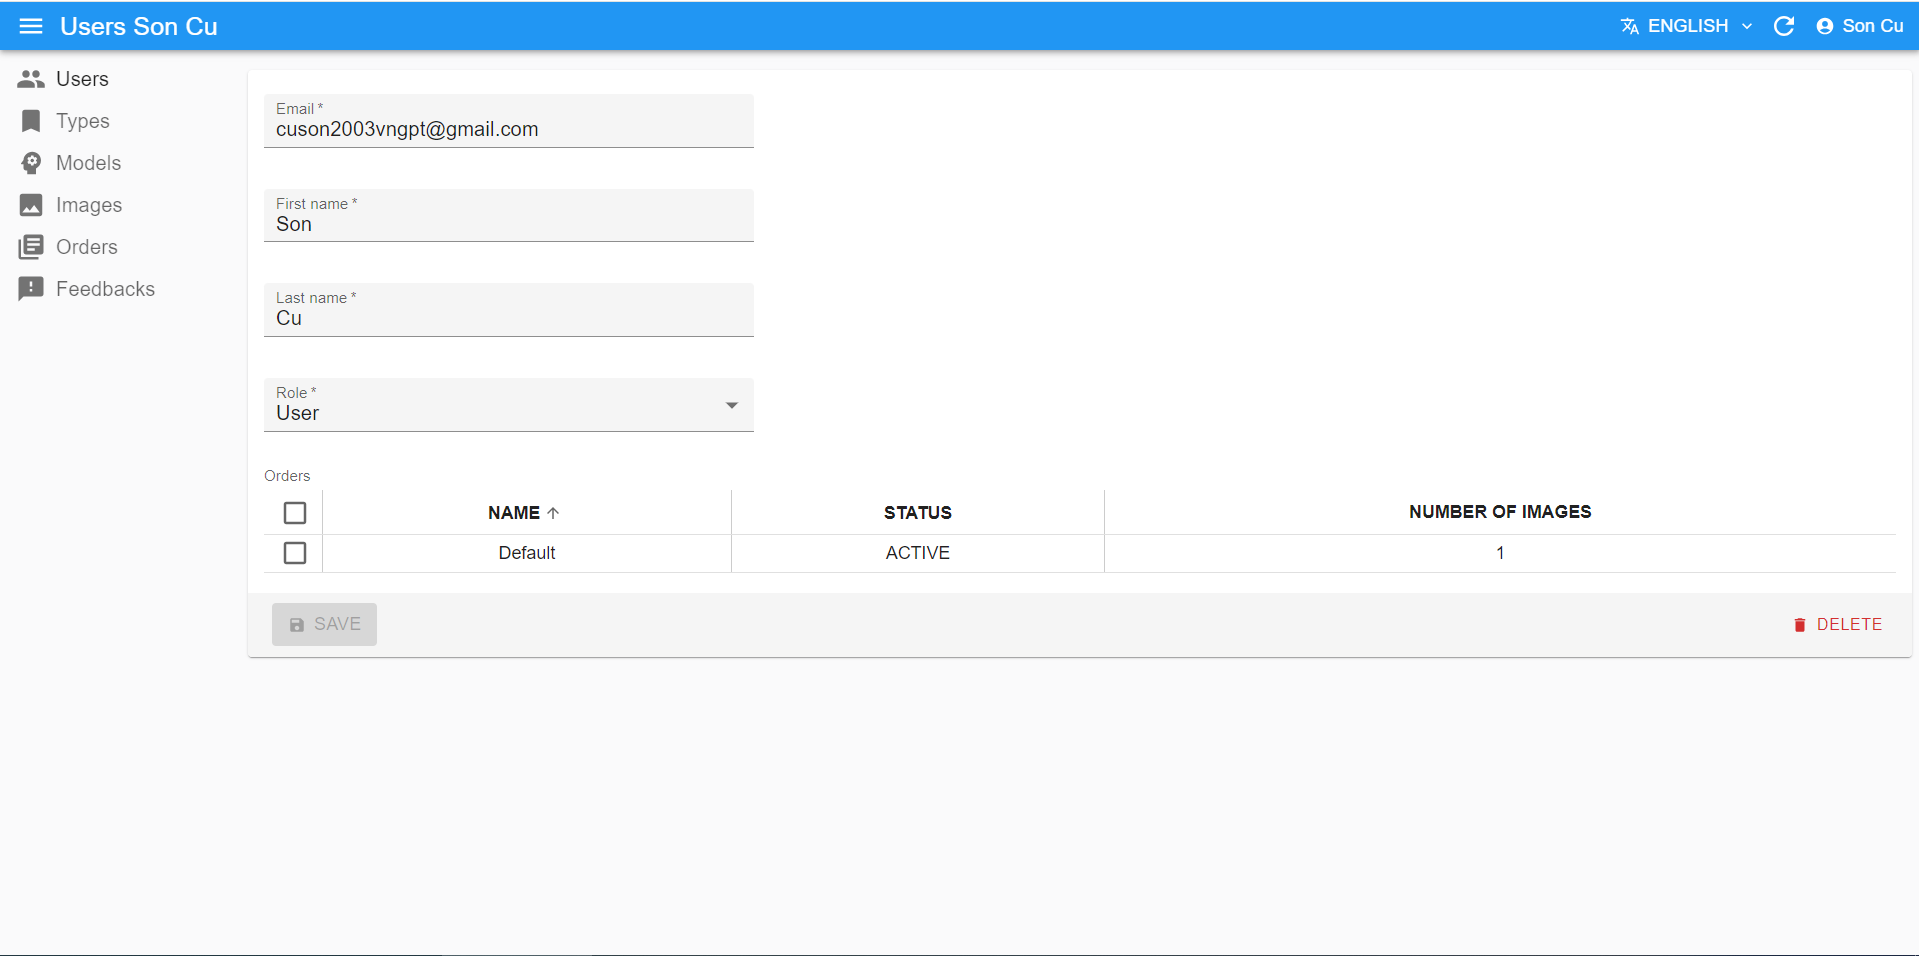 Users Son Cu
ENGLISH
Son Cu
Users
Types
Models
Images
Orders
Feedbacks
Email *
cuson2003vngpt@gmail.com
First name *
Son
Last name *
Cu
Role *
User
Orders
NAME STATUS NUMBER OF IMAGES
Default ACTIVE 1
SAVE
DELETE